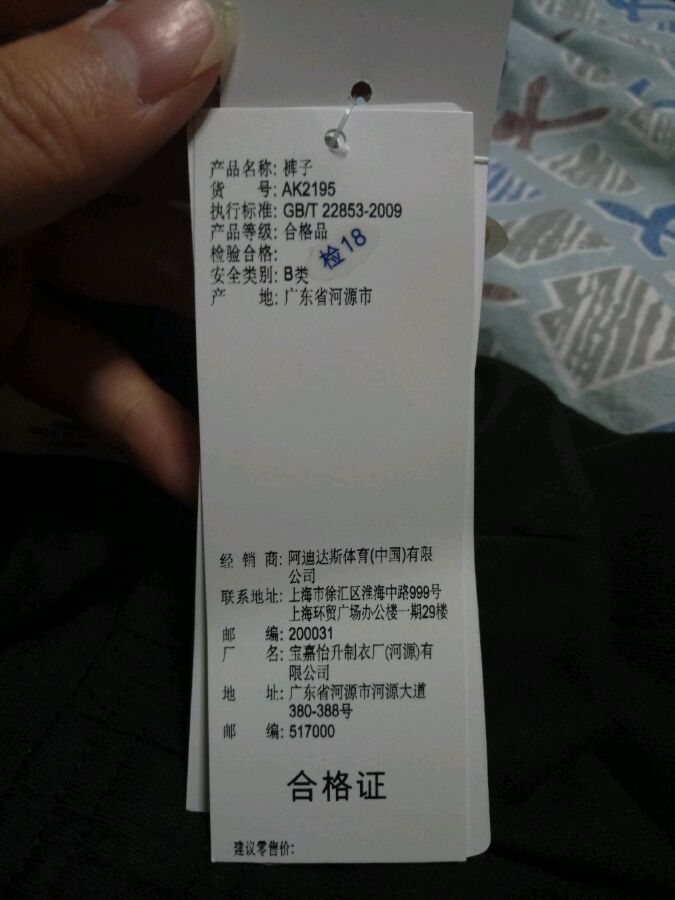 产品名称: 裤子
货 号: AK2195
执行标准: GB/T 22853-2009
产品等级: 合格品
检验合格:
检18
安全类别: B类
产 地: 广东省河源市
经 销 商: 阿迪达斯体育(中国)有限
公司
联系地址: 上海市徐汇区淮海中路999号
上海环贸广场办公楼一期29楼
邮 编: 200031
厂 名: 宝嘉怡升制衣厂(河源)有
限公司
地 址: 广东省河源市河源大道
380-388号
邮 编: 517000
合格证
建议零售价: